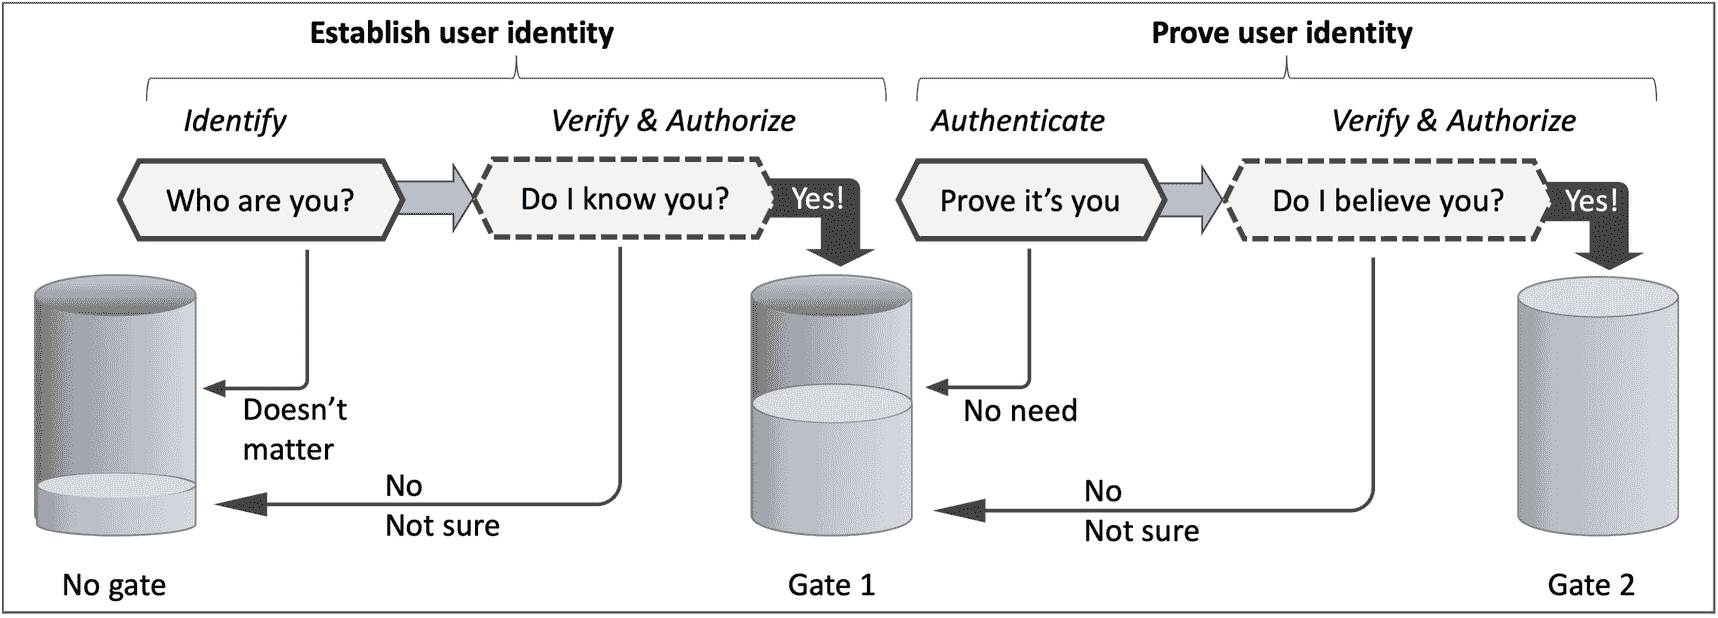 Establish user identity
Prove user identity
Identify
Verify & Authorize
Authenticate
Verify & Authorize
Who are you?
Do I know you?
Yes!
Prove it’s you
Do I believe you?
Yes!
Doesn’t
matter
No need
No
Not sure
No
Not sure
No gate
Gate 1
Gate 2